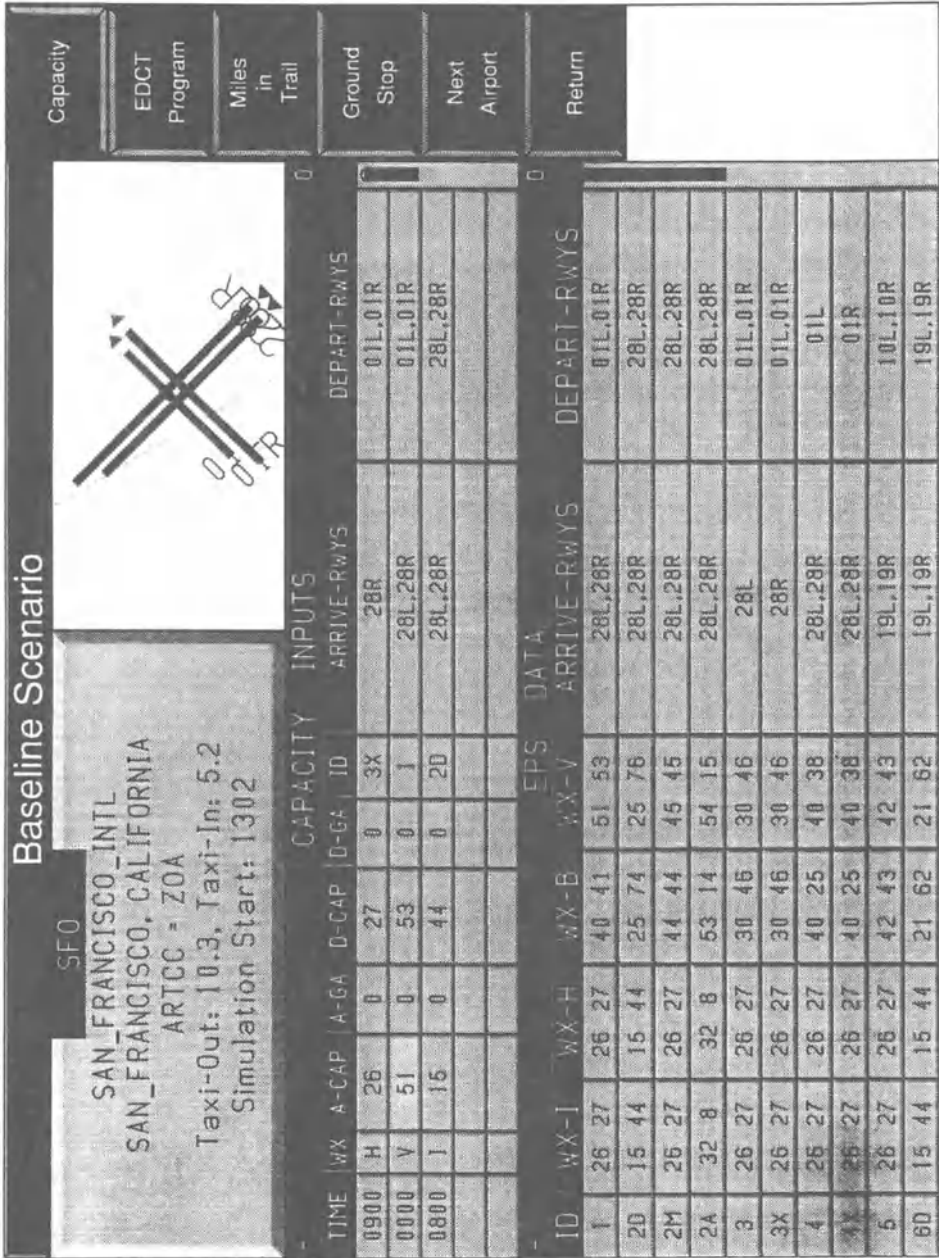 Baseline Scenario
SFO
SAN_FRANCISCO_INTL
SAN_FRANCISCO, CALIFORNIA
ARTCC = ZOA
Taxi-Out: 10.3, Taxi-In: 5.2
Simulation Start: 1302
Capacity
EDCT Program
Miles in Trail
Ground Stop
Next Airport
Return
- CAPACITY INPUTS 0
TIME WX A-CAP A-GA D-CAP D-GA ID ARRIVE-RWYS DEPART-RWYS
0900 H 26 0 27 0 3X 28R 01L,01R
0000 V 51 0 53 0 1 28L,28R 01L,01R
0800 I 15 0 44 0 2D 28L,28R 28L,28R
- EPS DATA 0
ID WX-I WX-H WX-B WX-V ARRIVE-RWYS DEPART-RWYS
1 26 27 26 27 40 41 51 53 28L,28R 01L,01R
2D 15 44 15 44 25 74 25 76 28L,28R 28L,28R
2M 26 27 26 27 44 44 45 45 28L,28R 28L,28R
2A 32 8 32 8 53 14 54 15 28L,28R 28L,28R
3 26 27 26 27 30 46 30 46 28L 01L,01R
3X 26 27 26 27 30 46 30 46 28R 01L,01R
4 26 27 26 27 40 25 40 38 28L,28R 01L
4X 26 27 26 27 40 25 40 38 28L,28R 01R
5 26 27 26 27 42 43 42 43 19L,19R 10L,10R
6D 15 44 15 44 21 62 21 62 19L,19R 19L,19R